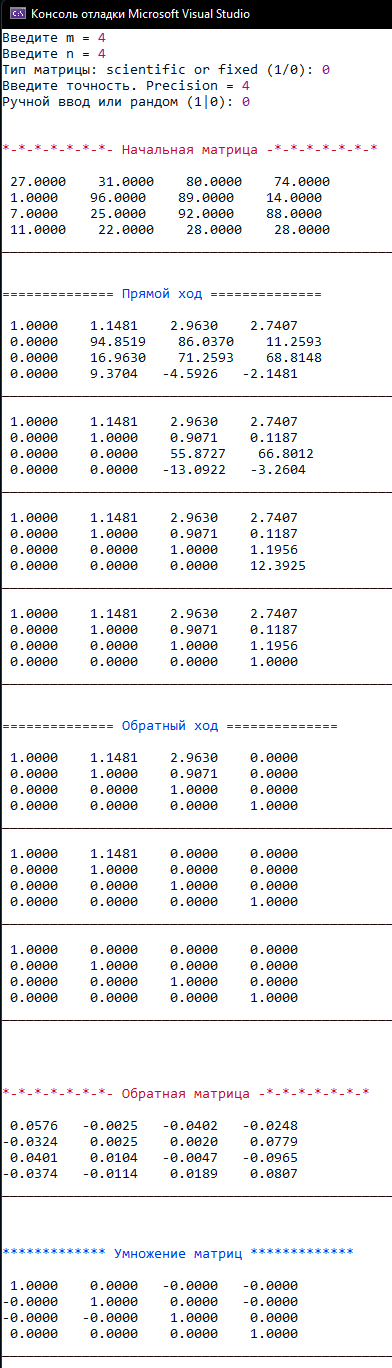 Консоль отладки Microsoft Visual Studio
Введите m = 4
Введите n = 4
Тип матрицы: scientific or fixed (1/0): 0
Введите точность. Precision = 4
Ручной ввод или рандом (1|0): 0
*-*-*-*-*-*-*- Начальная матрица -*-*-*-*-*-*-*
27.0000 31.0000 80.0000 74.0000
1.0000 96.0000 89.0000 14.0000
7.0000 25.0000 92.0000 88.0000
11.0000 22.0000 28.0000 28.0000
============== Прямой ход ==============
1.0000 1.1481 2.9630 2.7407
0.0000 94.8519 86.0370 11.2593
0.0000 16.9630 71.2593 68.8148
0.0000 9.3704 -4.5926 -2.1481
1.0000 1.1481 2.9630 2.7407
0.0000 1.0000 0.9071 0.1187
0.0000 0.0000 55.8727 66.8012
0.0000 0.0000 -13.0922 -3.2604
1.0000 1.1481 2.9630 2.7407
0.0000 1.0000 0.9071 0.1187
0.0000 0.0000 1.0000 1.1956
0.0000 0.0000 0.0000 12.3925
1.0000 1.1481 2.9630 2.7407
0.0000 1.0000 0.9071 0.1187
0.0000 0.0000 1.0000 1.1956
0.0000 0.0000 0.0000 1.0000
============== Обратный ход ==============
1.0000 1.1481 2.9630 0.0000
0.0000 1.0000 0.9071 0.0000
0.0000 0.0000 1.0000 0.0000
0.0000 0.0000 0.0000 1.0000
1.0000 1.1481 0.0000 0.0000
0.0000 1.0000 0.0000 0.0000
0.0000 0.0000 1.0000 0.0000
0.0000 0.0000 0.0000 1.0000
1.0000 0.0000 0.0000 0.0000
0.0000 1.0000 0.0000 0.0000
0.0000 0.0000 1.0000 0.0000
0.0000 0.0000 0.0000 1.0000
*-*-*-*-*-*-*- Обратная матрица -*-*-*-*-*-*-*
0.0576 -0.0025 -0.0402 -0.0248
-0.0324 0.0025 0.0020 0.0779
0.0401 0.0104 -0.0047 -0.0965
-0.0374 -0.0114 0.0189 0.0807
************* Умножение матриц *************
1.0000 0.0000 -0.0000 -0.0000
-0.0000 1.0000 0.0000 -0.0000
-0.0000 -0.0000 1.0000 0.0000
0.0000 0.0000 0.0000 1.0000